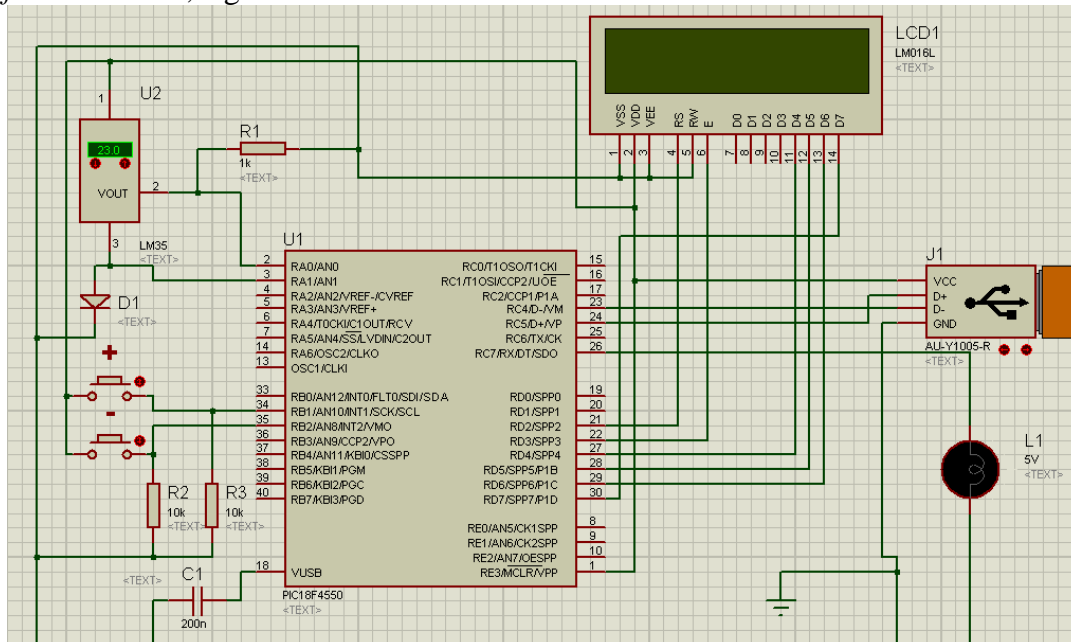 LCD1
LM016L
<TEXT>
VSS
VDD
VEE
RS
RW
E
D0
D1
D2
D3
D4
D5
D6
D7
1
2
3
4
5
6
7
8
9
10
11
12
13
14
U2
1
23.0
VOUT
2
3
LM35
<TEXT>
R1
1k
<TEXT>
D1
<TEXT>
+
-
U1
2 RA0/AN0
3 RA1/AN1
4 RA2/AN2/VREF-/CVREF
5 RA3/AN3/VREF+
6 RA4/T0CKI/C1OUT/RCV
7 RA5/AN4/SS/LVDIN/C2OUT
14 RA6/OSC2/CLKO
13 OSC1/CLKI
33 RB0/AN12/INT0/FLT0/SDI/SDA
34 RB1/AN10/INT1/SCK/SCL
35 RB2/AN8/INT2/VMO
36 RB3/AN9/CCP2/VPO
37 RB4/AN11/KBI0/CSSPP
38 RB5/KBI1/PGM
39 RB6/KBI2/PGC
40 RB7/KBI3/PGD
18 VUSB
RC0/T1OSO/T1CKI 15
RC1/T1OSI/CCP2/UOE 16
RC2/CCP1/P1A 17
RC4/D-/VM 23
RC5/D+/VP 24
RC6/TX/CK 25
RC7/RX/DT/SDO 26
RD0/SPP0 19
RD1/SPP1 20
RD2/SPP2 21
RD3/SPP3 22
RD4/SPP4 27
RD5/SPP5/P1B 28
RD6/SPP6/P1C 29
RD7/SPP7/P1D 30
RE0/AN5/CK1SPP 8
RE1/AN6/CK2SPP 9
RE2/AN7/OESPP 10
RE3/MCLR/VPP 1
PIC18F4550
<TEXT>
J1
VCC
D+
D-
GND
AU-Y1005-R
<TEXT>
L1
5V
<TEXT>
R2
10k
<TEXT>
R3
10k
<TEXT>
<TEXT>
C1
200n